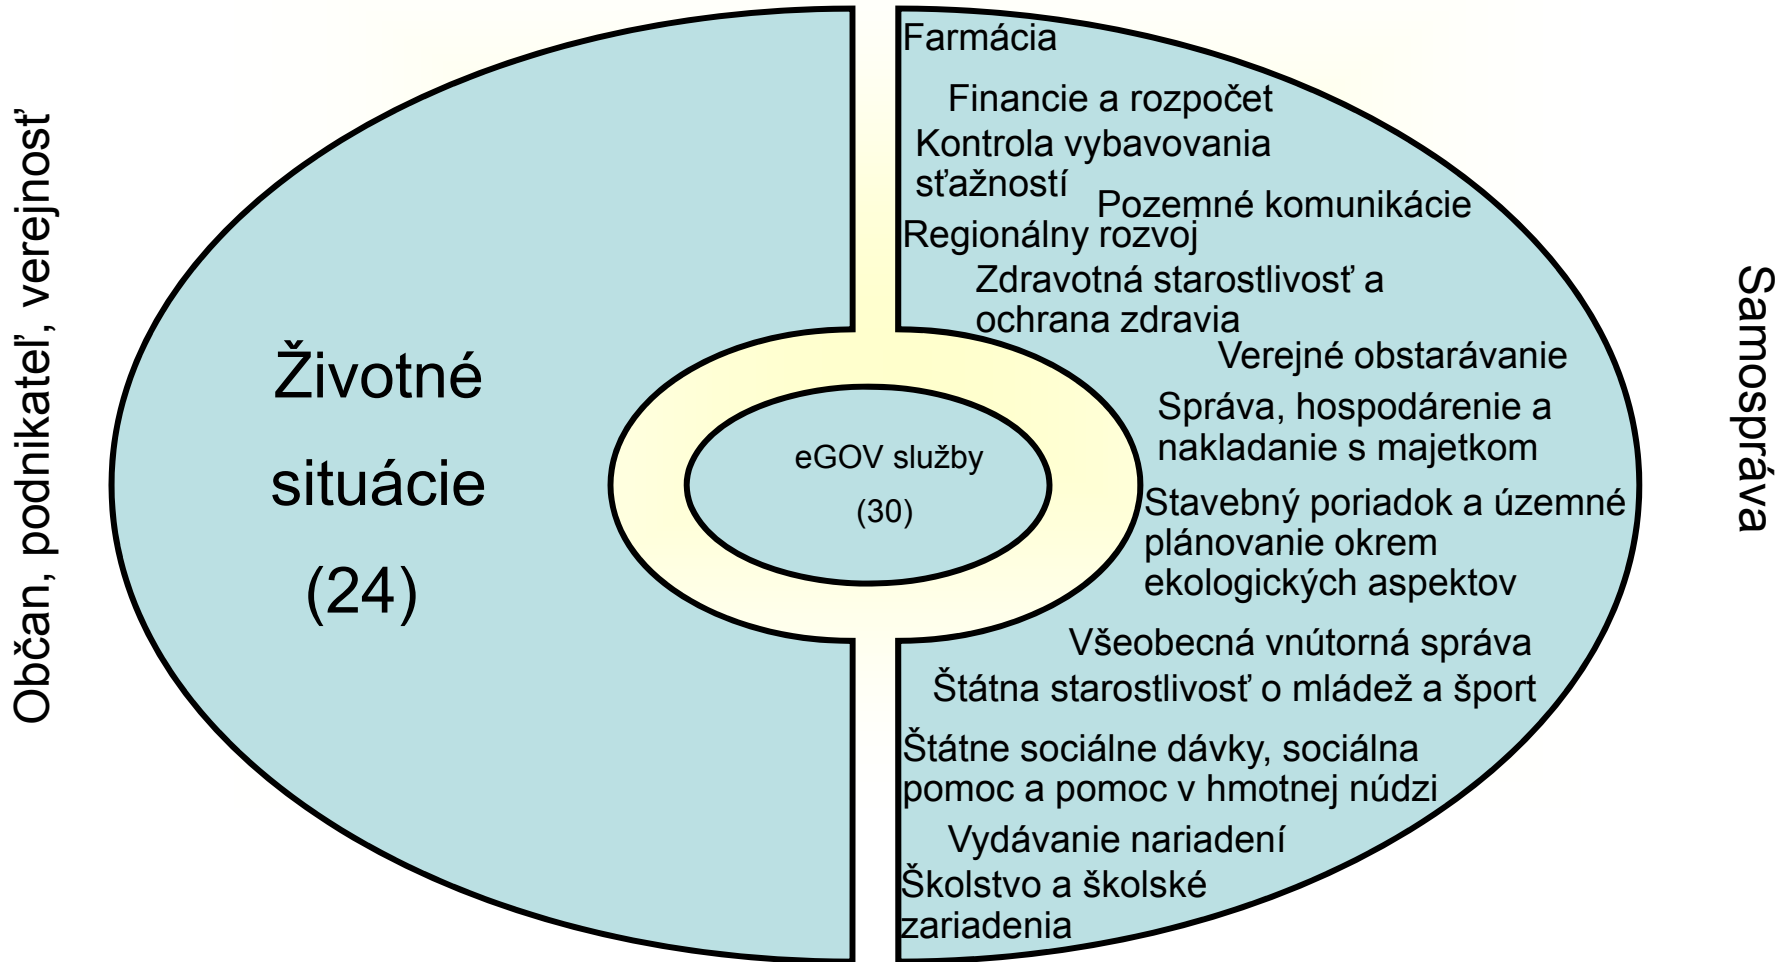 Občan, podnikateľ, verejnosť
Životné
situácie
(24)
eGOV služby
(30)
Farmácia
Financie a rozpočet
Kontrola vybavovania
sťažností
Pozemné komunikácie
Regionálny rozvoj
Zdravotná starostlivosť a
ochrana zdravia
Verejné obstarávanie
Správa, hospodárenie a
nakladanie s majetkom
Stavebný poriadok a územné
plánovanie okrem
ekologických aspektov
Všeobecná vnútorná správa
Štátna starostlivosť o mládež a šport
Štátne sociálne dávky, sociálna
pomoc a pomoc v hmotnej núdzi
Vydávanie nariadení
Školstvo a školské
zariadenia
Samospráva